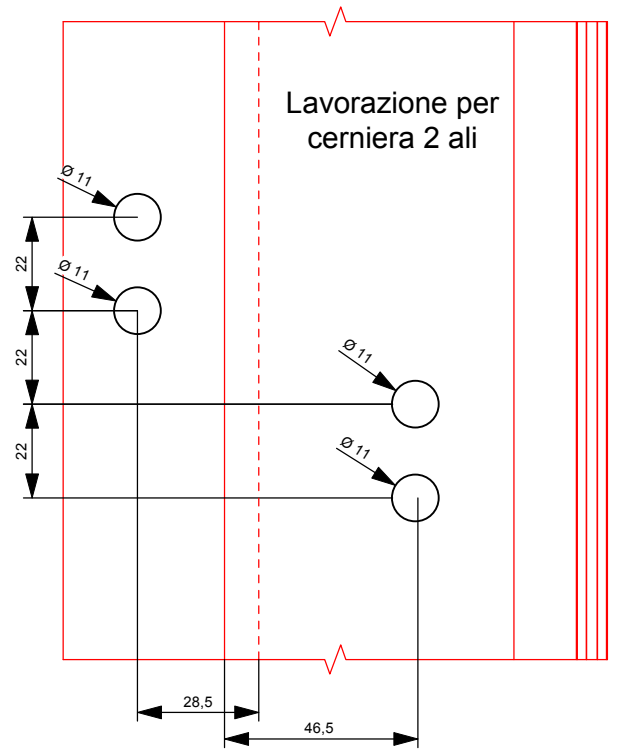 Lavorazione per
cerniera 2 ali
Ø 11
22
Ø 11
22
Ø 11
22
Ø 11
28,5
46,5